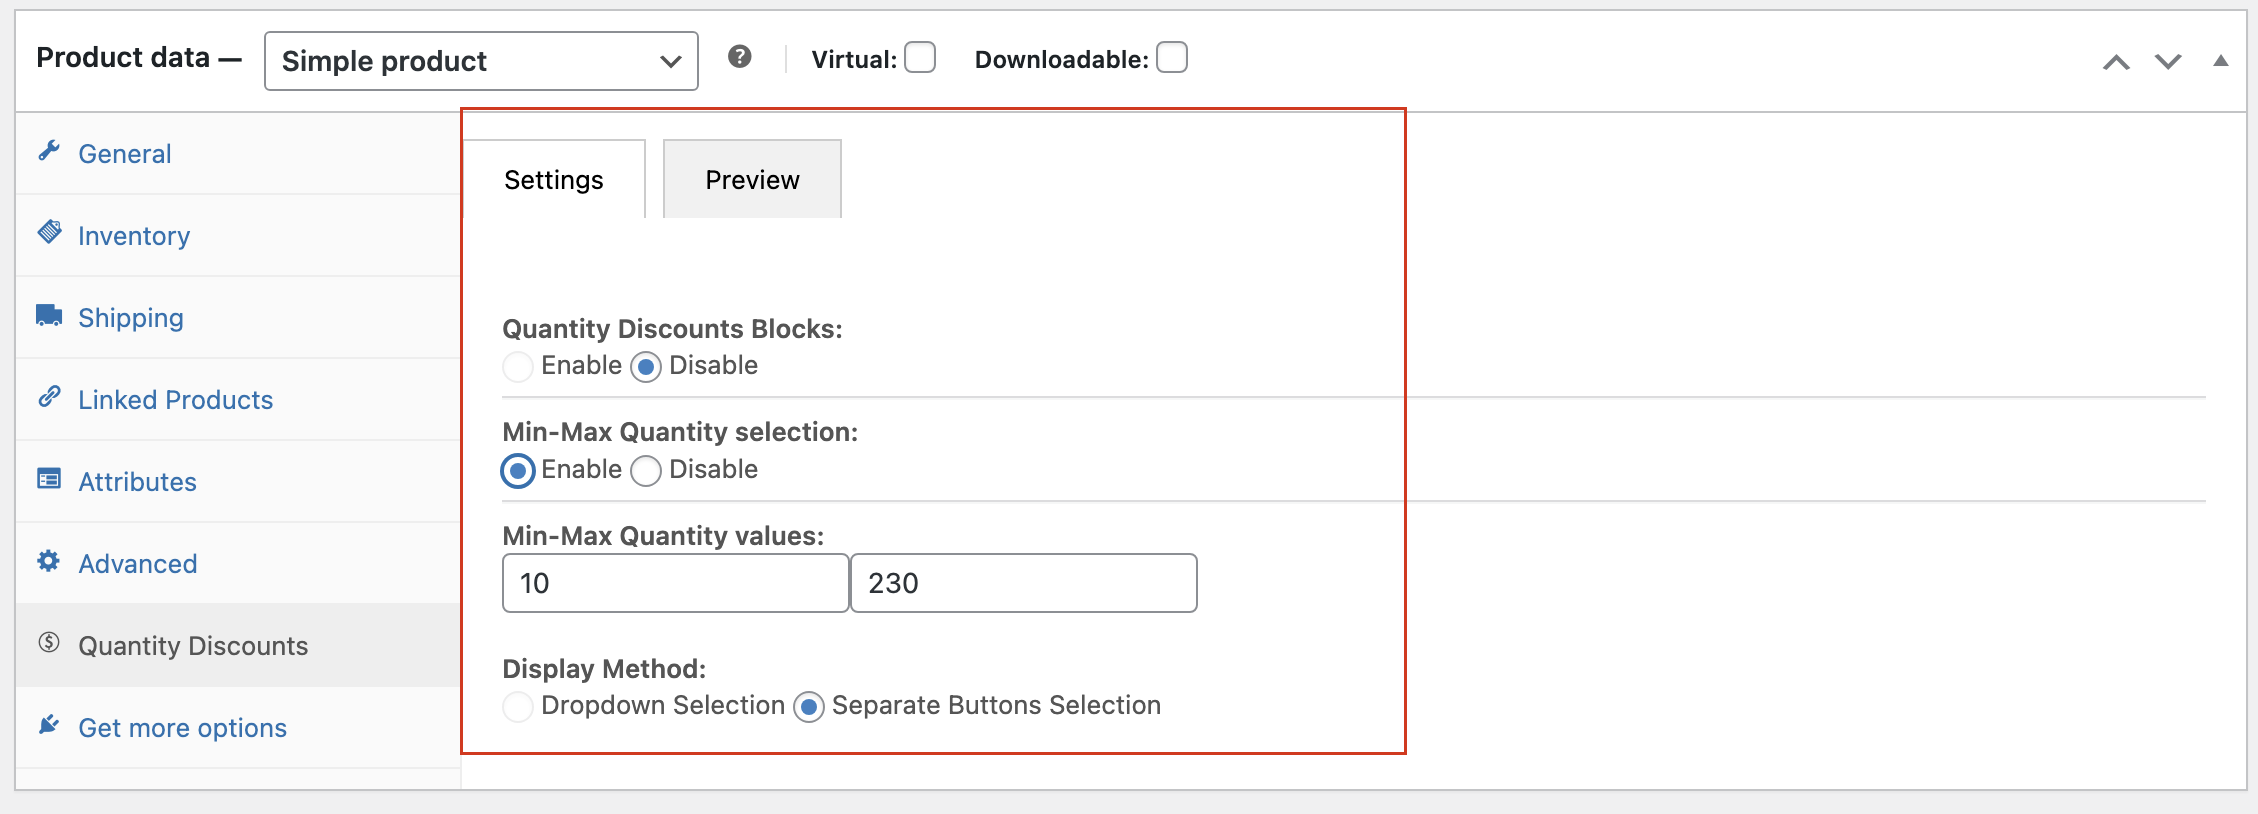 Product data — Simple product ? Virtual: Downloadable:
General
Inventory
Shipping
Linked Products
Attributes
Advanced
Quantity Discounts
Get more options
Settings Preview
Quantity Discounts Blocks:
Enable Disable
Min-Max Quantity selection:
Enable Disable
Min-Max Quantity values:
10 230
Display Method:
Dropdown Selection Separate Buttons Selection